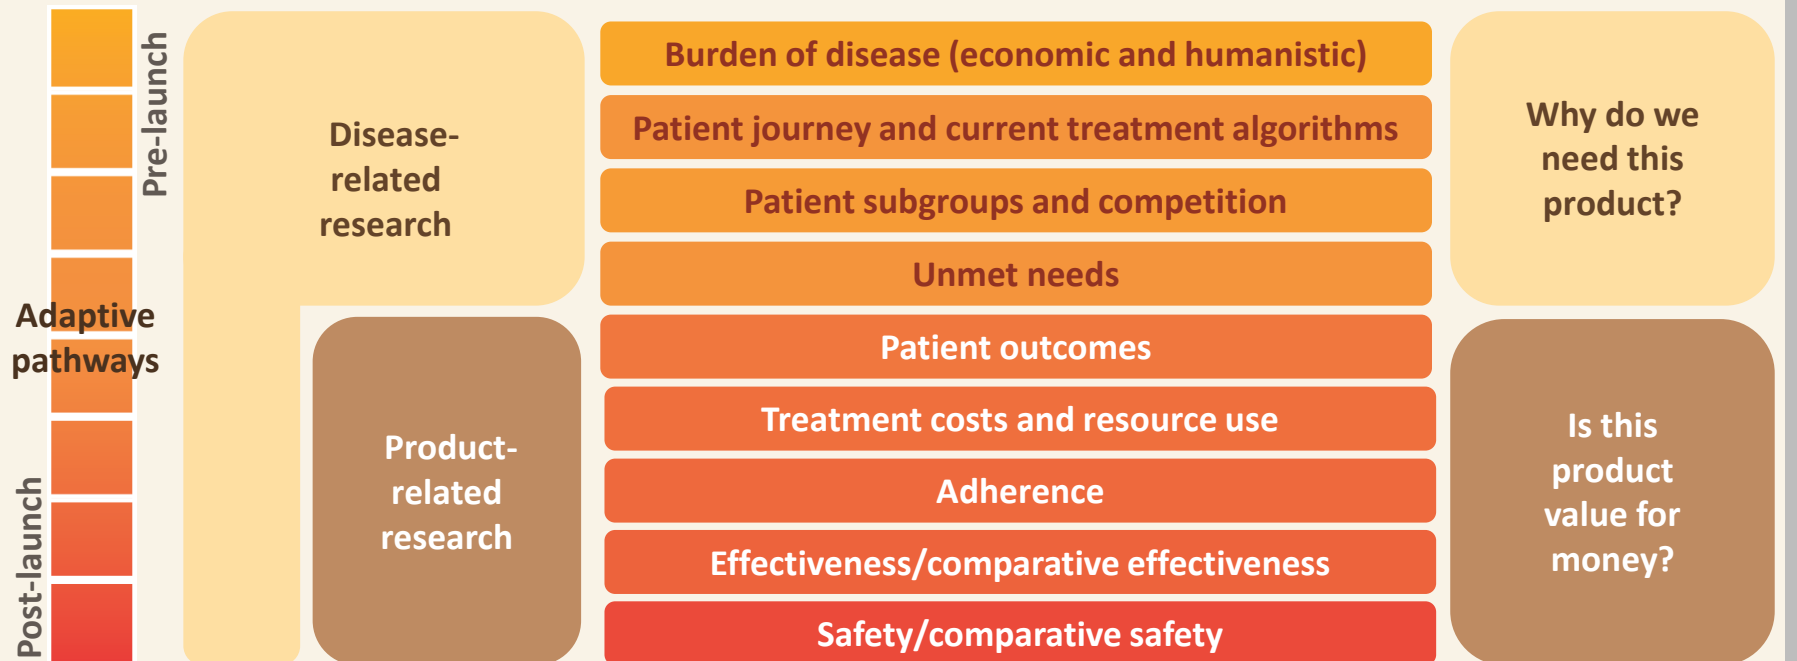 Pre-launch
Adaptive
pathways
Post-launch
Disease-
related
research
Product-
related
research
Burden of disease (economic and humanistic)
Patient journey and current treatment algorithms
Patient subgroups and competition
Unmet needs
Patient outcomes
Treatment costs and resource use
Adherence
Effectiveness/comparative effectiveness
Safety/comparative safety
Why do we
need this
product?
Is this
product
value for
money?